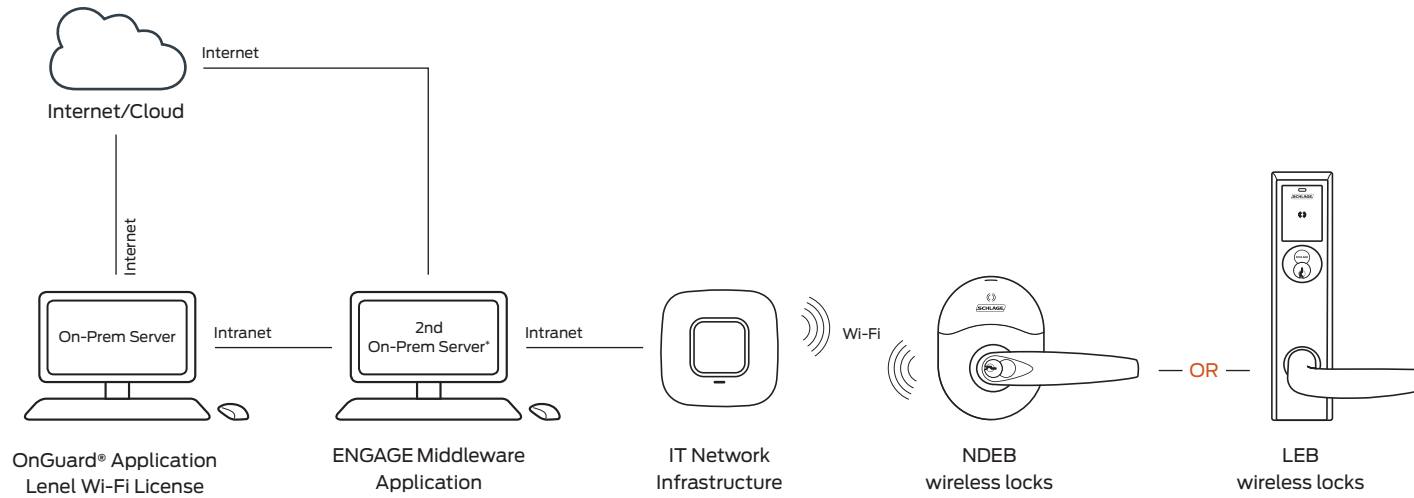 Internet
Internet/Cloud
Internet
On-Prem Server
Intranet
2nd
On-Prem Server*
Intranet
Wi-Fi
SCHLAGE
OR
SCHLAGE
OnGuard® Application
Lenel Wi-Fi License
ENGAGE Middleware
Application
IT Network
Infrastructure
NDEB
wireless locks
LEB
wireless locks